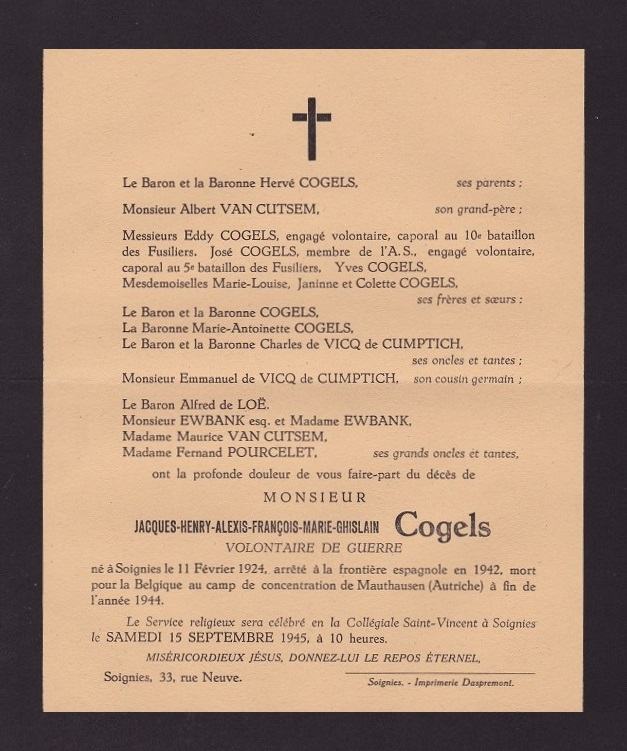 Le Baron et la Baronne Hervé COGELS, ses parents ;
Monsieur Albert VAN CUTSEM, son grand-père ;
Messieurs Eddy COGELS, engagé volontaire, caporal au 10e bataillon
des Fusiliers. José COGELS, membre de l'A.S., engagé volontaire,
caporal au 5e bataillon des Fusiliers, Yves COGELS,
Mesdemoiselles Marie-Louise, Janinne et Colette COGELS,
ses frères et sœurs :
Le Baron et la Baronne COGELS,
La Baronne Marie-Antoinette COGELS,
Le Baron et la Baronne Charles de VICQ de CUMPTICH,
ses oncles et tantes ;
Monsieur Emmanuel de VICQ de CUMPTICH, son cousin germain ;
Le Baron Alfred de LOË.
Monsieur EWBANK esq. et Madame EWBANK,
Madame Maurice VAN CUTSEM,
Madame Fernand POURCELET, ses grands oncles et tantes,
ont la profonde douleur de vous faire-part du décès de
MONSIEUR
JACQUES-HENRY-ALEXIS-FRANÇOIS-MARIE-GHISLAIN Cogels
VOLONTAIRE DE GUERRE
né à Soignies le 11 Février 1924, arrêté à la frontière espagnole en 1942, mort
pour la Belgique au camp de concentration de Mauthausen (Autriche) à fin de
l'année 1944.
Le Service religieux sera célébré en la Collégiale Saint-Vincent à Soignies
le SAMEDI 15 SEPTEMBRE 1945, à 10 heures.
MISÉRICORDIEUX JÉSUS, DONNEZ-LUI LE REPOS ÉTERNEL,
Soignies, 33, rue Neuve.
Soignies. - Imprimerie Daspremont.